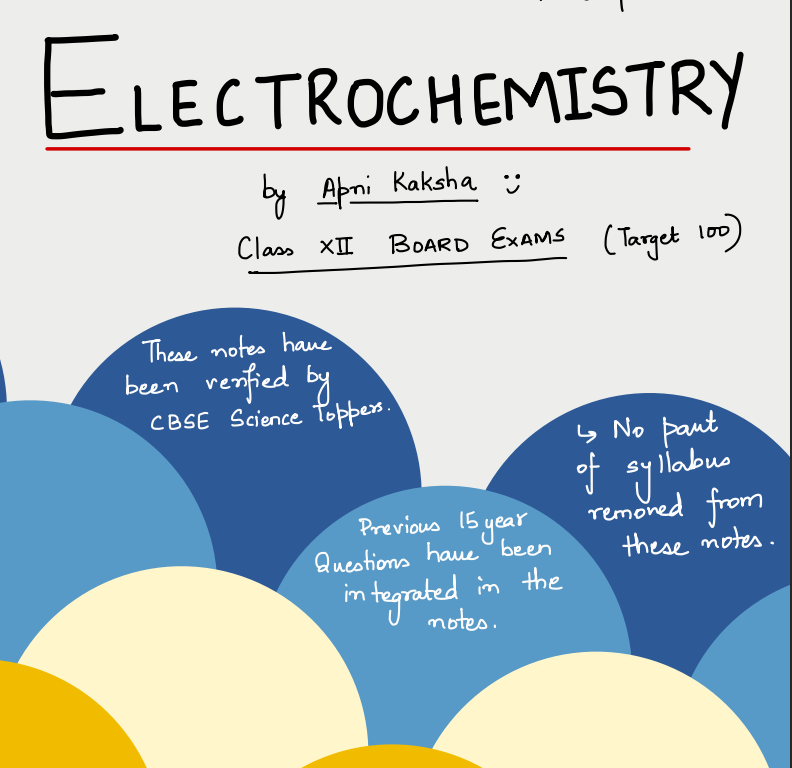 ELECTROCHEMISTRY
by Apni Kaksha
Class XII BOARD EXAMS (Target 100)
These notes have
been verified by
CBSE Science Toppers.
↳ No part
of syllabus
removed from
these notes.
Previous 15 year
Questions have been
integrated in the
notes.